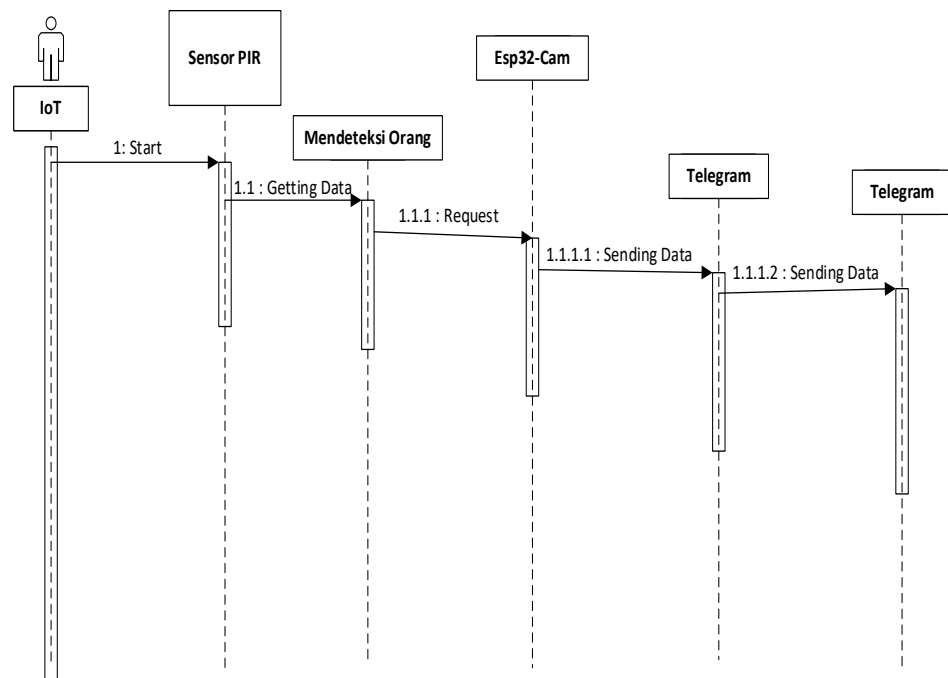 IoT
Sensor PIR
Mendeteksi Orang
Esp32-Cam
Telegram
Telegram
1: Start
1.1 : Getting Data
1.1.1 : Request
1.1.1.1 : Sending Data
1.1.1.2 : Sending Data